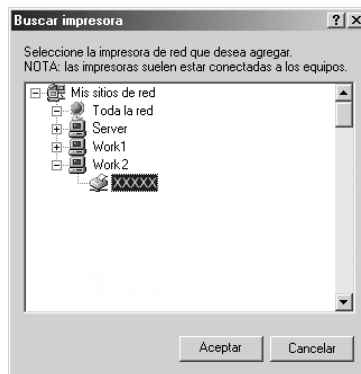 Buscar impresora
Seleccione la impresora de red que desea agregar.
NOTA: las impresoras suelen estar conectadas a los equipos.
Mis sitios de red
Toda la red
Server
Work1
Work2
XXXXX
Aceptar
Cancelar